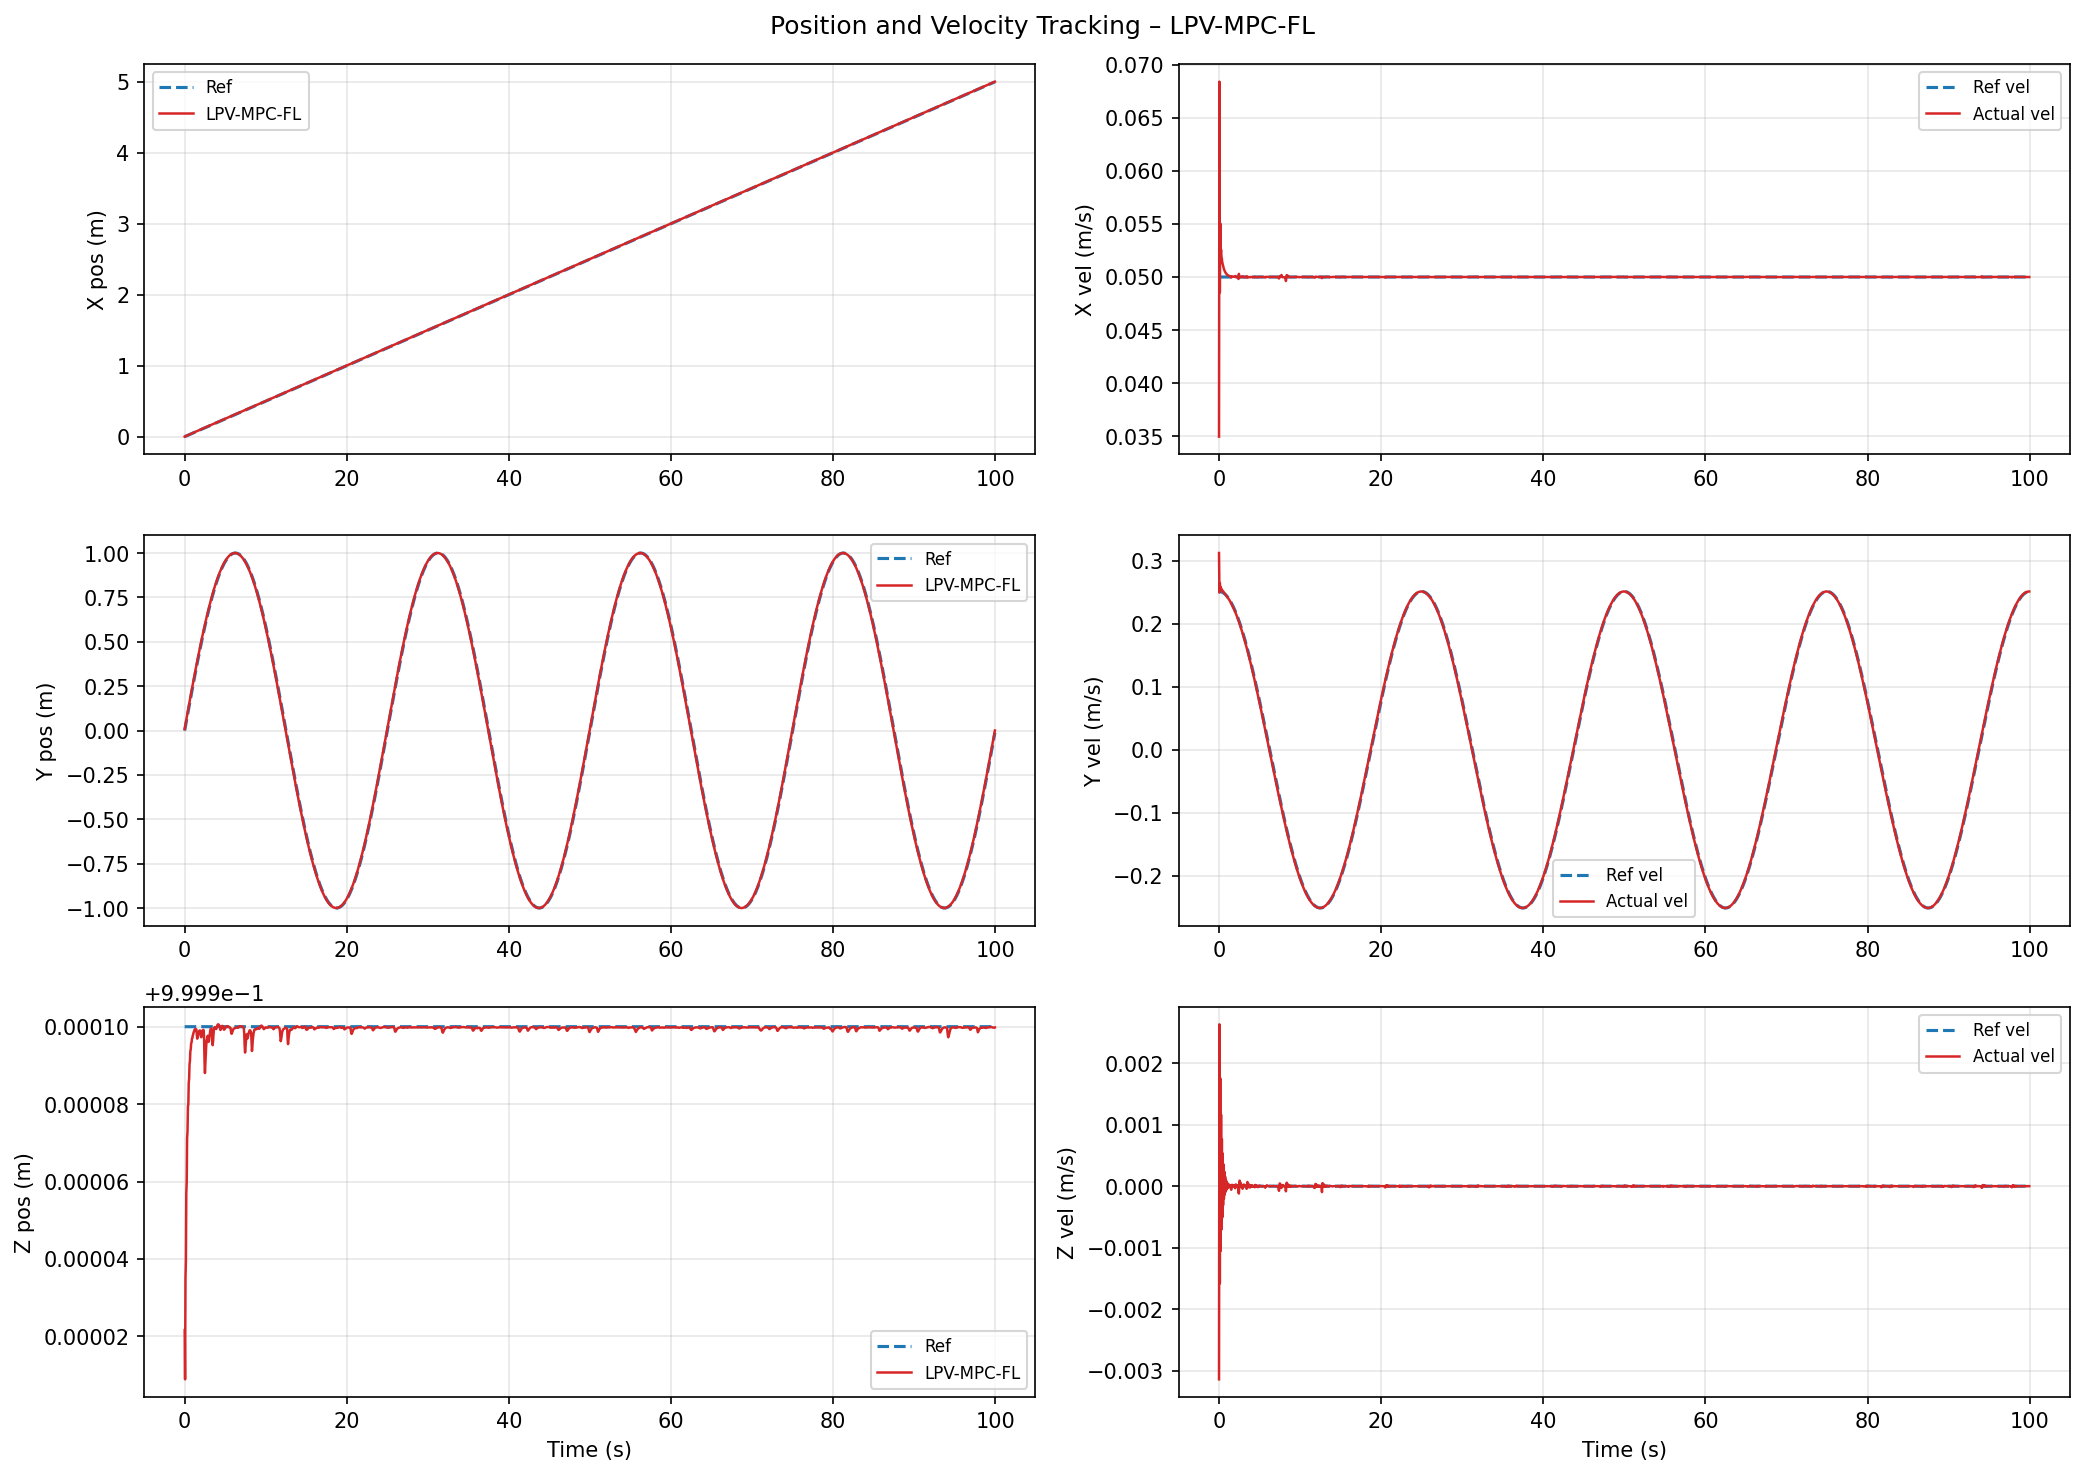 Position and Velocity Tracking – LPV-MPC-FL
Ref
LPV-MPC-FL
X pos (m)
5
4
3
2
1
0
0 20 40 60 80 100
Ref vel
Actual vel
X vel (m/s)
0.070
0.065
0.060
0.055
0.050
0.045
0.040
0.035
0 20 40 60 80 100
Ref
LPV-MPC-FL
Y pos (m)
1.00
0.75
0.50
0.25
0.00
−0.25
−0.50
−0.75
−1.00
0 20 40 60 80 100
Ref vel
Actual vel
Y vel (m/s)
0.3
0.2
0.1
0.0
−0.1
−0.2
0 20 40 60 80 100
+9.999e−1
Ref
LPV-MPC-FL
Z pos (m)
0.00010
0.00008
0.00006
0.00004
0.00002
0 20 40 60 80 100
Time (s)
Ref vel
Actual vel
Z vel (m/s)
0.002
0.001
0.000
−0.001
−0.002
−0.003
0 20 40 60 80 100
Time (s)